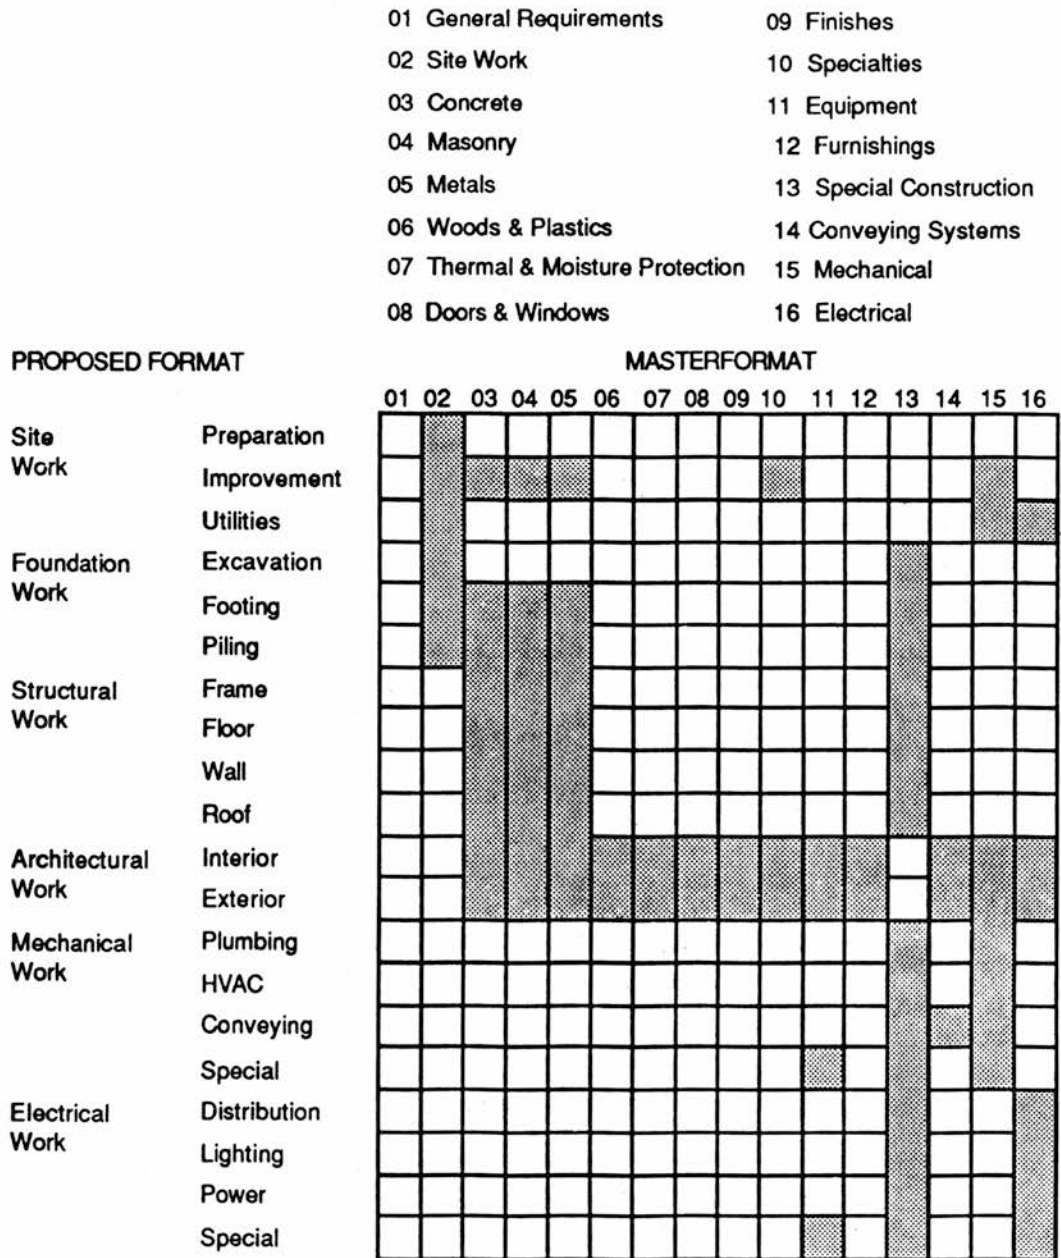 01 General Requirements 09 Finishes
02 Site Work 10 Specialties
03 Concrete 11 Equipment
04 Masonry 12 Furnishings
05 Metals 13 Special Construction
06 Woods & Plastics 14 Conveying Systems
07 Thermal & Moisture Protection 15 Mechanical
08 Doors & Windows 16 Electrical
PROPOSED FORMAT MASTERFORMAT
01 02 03 04 05 06 07 08 09 10 11 12 13 14 15 16
Site Work Preparation
Improvement
Utilities
Foundation Work Excavation
Footing
Piling
Structural Work Frame
Floor
Wall
Roof
Architectural Work Interior
Exterior
Mechanical Work Plumbing
HVAC
Conveying
Special
Electrical Work Distribution
Lighting
Power
Special